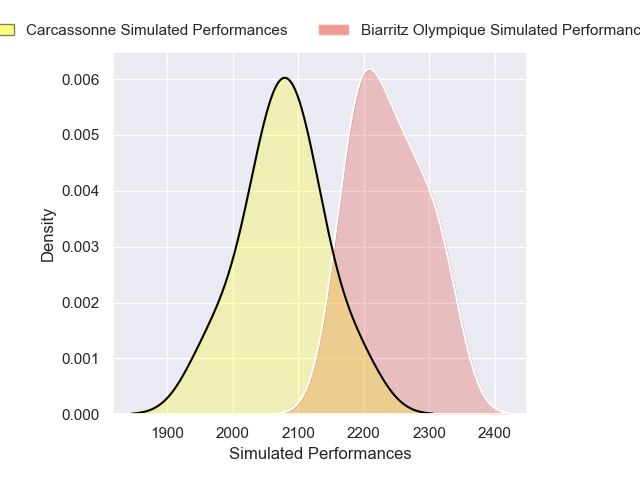 Carcassonne Simulated Performances
Biarritz Olympique Simulated Performanc
0.006
0.005
0.004
0.003
0.002
0.001
0.000
Density
1900 2000 2100 2200 2300 2400
Simulated Performances